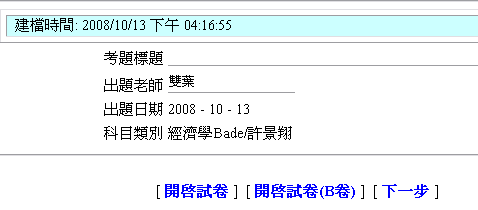 建檔時間: 2008/10/13 下午 04:16:55
考題標題
出題老師 雙葉
出題日期 2008 - 10 - 13
科目類別 經濟學Bade/許景翔
[ 開啓試卷 ] [ 開啓試卷(B卷) ] [ 下一步 ]